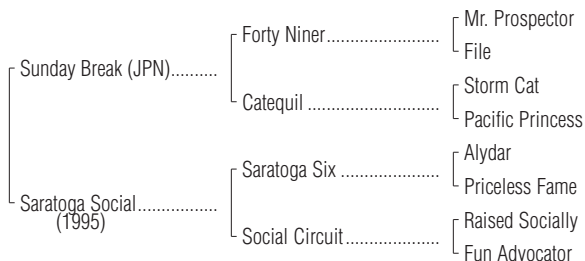 Mr. Prospector
Forty Niner..........................
File
Sunday Break (JPN)..........
Storm Cat
Catequil ..............................
Pacific Princess
Alydar
Saratoga Six ......................
Priceless Fame
Saratoga Social.................
(1995)
Raised Socially
Social Circuit......................
Fun Advocator